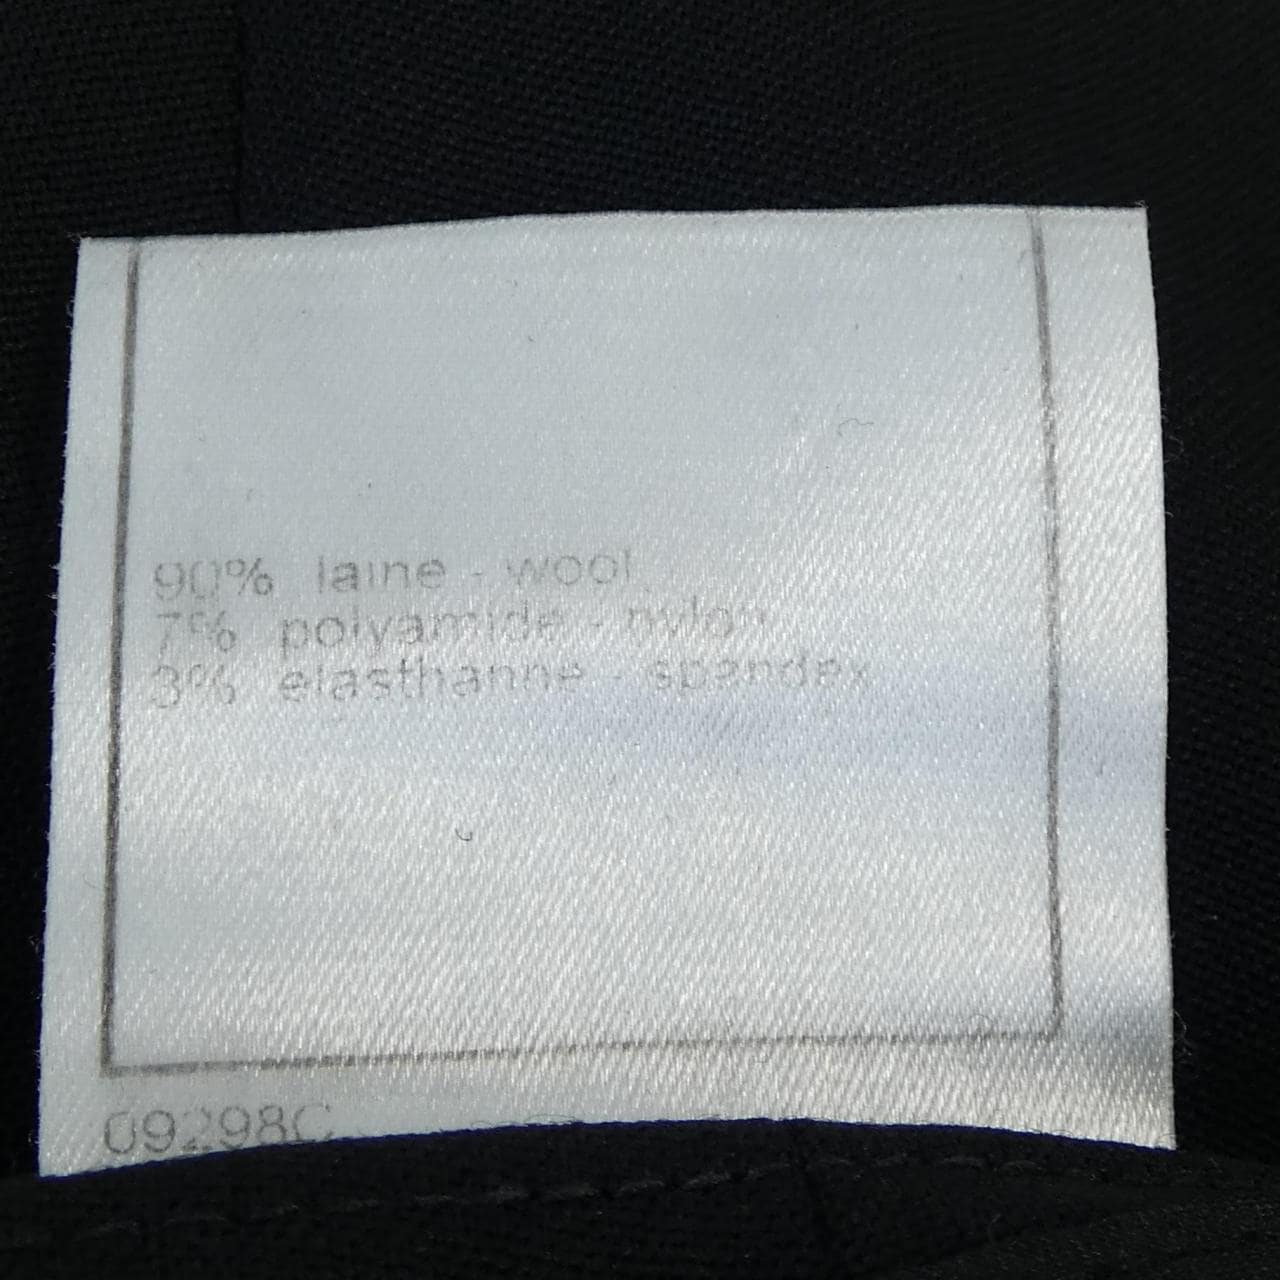 90% laine - wool
7% polyamide - nylon
3% elasthanne - spandex
09298C